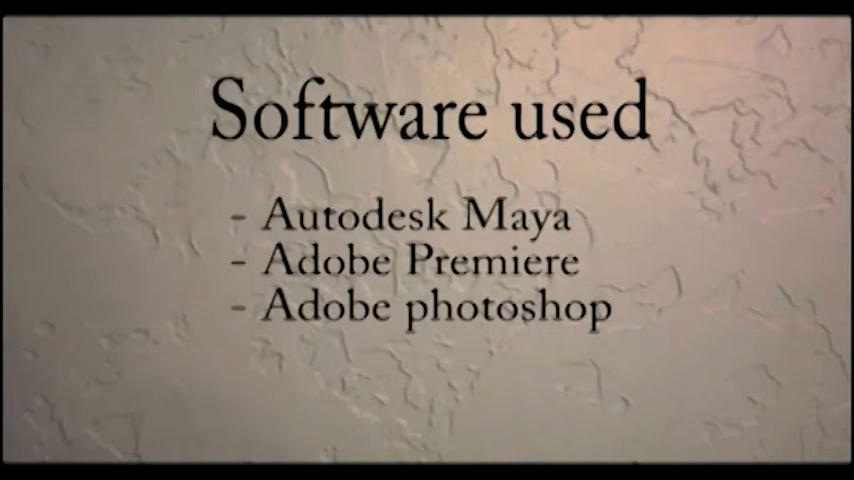 Software used
- Autodesk Maya
- Adobe Premiere
- Adobe photoshop